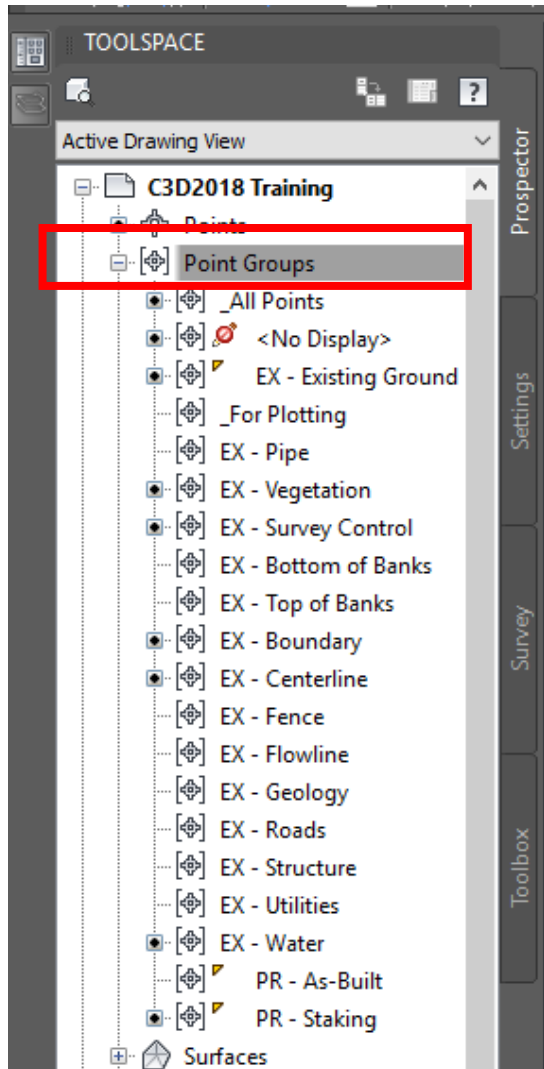 TOOLSPACE
?
Active Drawing View
C3D2018 Training
Points
Point Groups
_All Points
<No Display>
EX - Existing Ground
_For Plotting
EX - Pipe
EX - Vegetation
EX - Survey Control
EX - Bottom of Banks
EX - Top of Banks
EX - Boundary
EX - Centerline
EX - Fence
EX - Flowline
EX - Geology
EX - Roads
EX - Structure
EX - Utilities
EX - Water
PR - As-Built
PR - Staking
Surfaces
Prospector
Settings
Survey
Toolbox